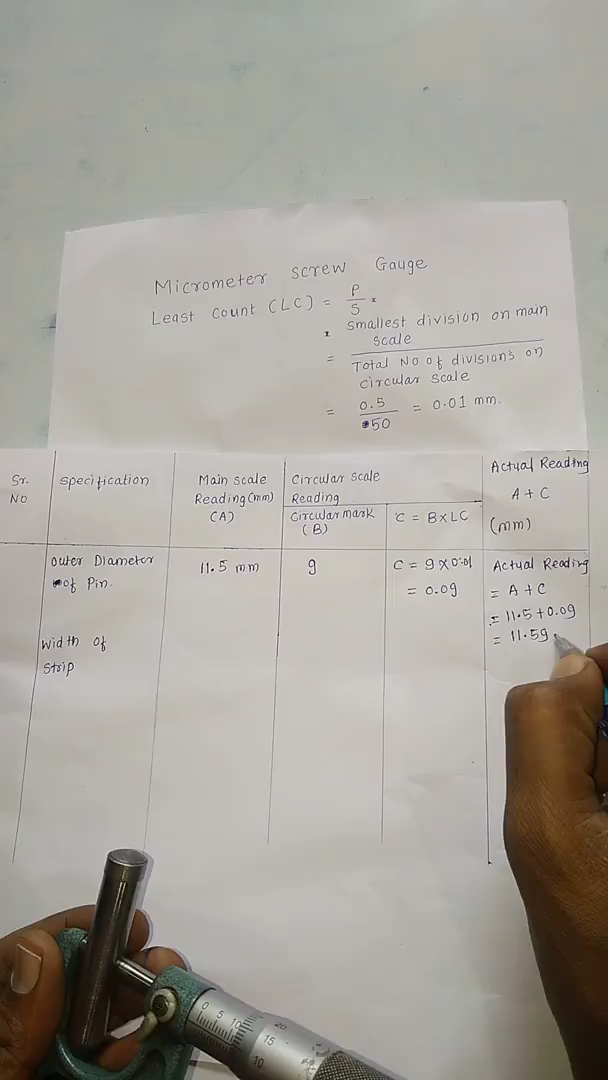 Micrometer screw Gauge
Least Count (LC) = P/S
= smallest division on main scale
Total No of divisions on circular scale
= 0.5/50 = 0.01 mm.
Sr. NO
Specification
Main scale Reading (mm) (A)
Circular Scale Reading
Circular mark (B)
C = B×LC
Actual Reading A + C (mm)
Outer Diameter of Pin.
11.5 mm
9
C = 9 × 0.01
= 0.09
Actual Reading
= A + C
= 11.5 + 0.09
= 11.59
Width of Strip
0 5 10
20
15
10